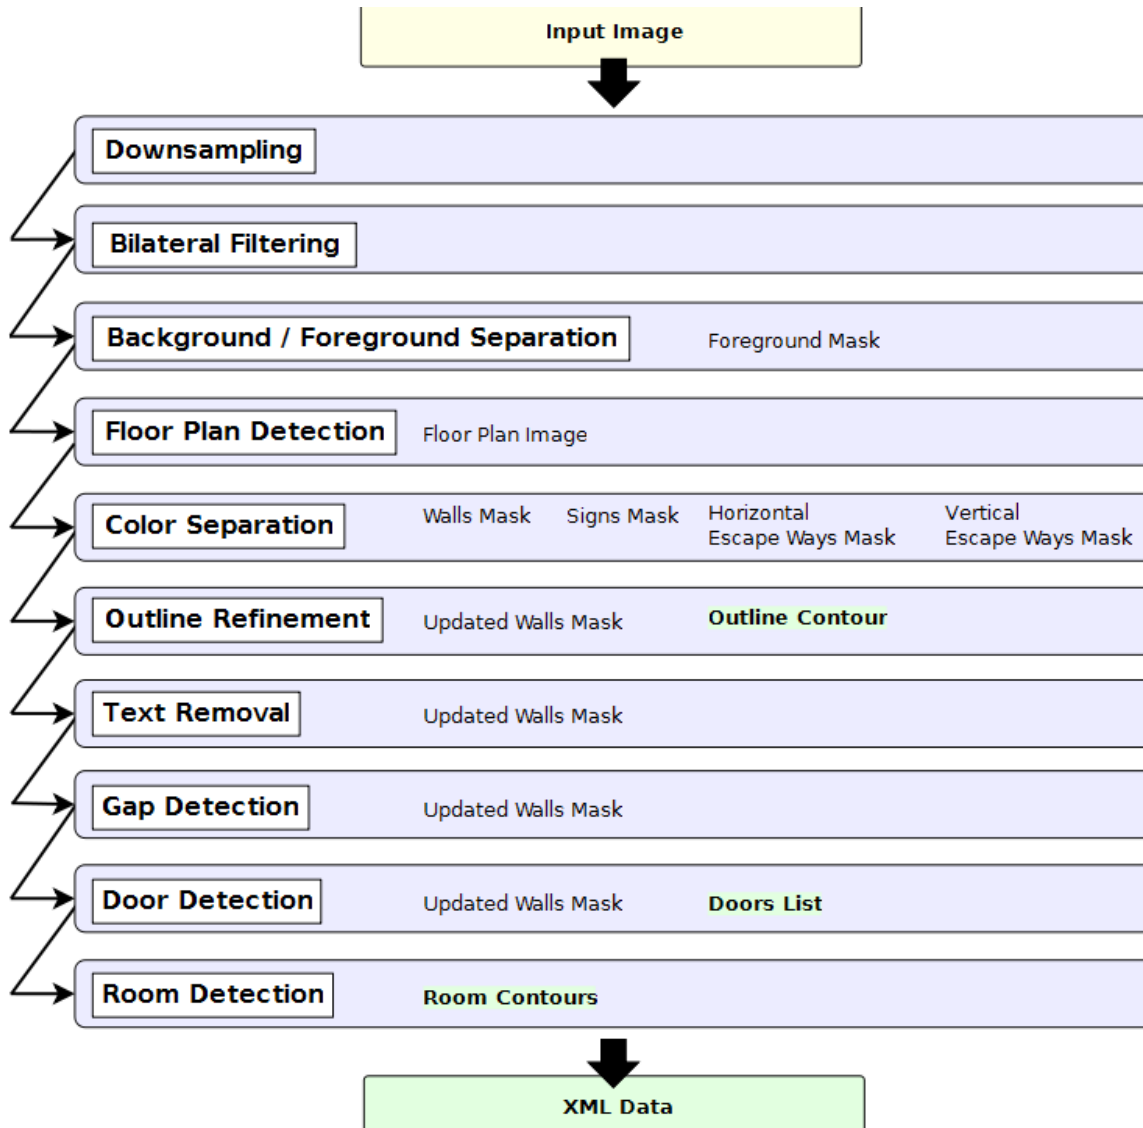 Input Image
Downsampling
Bilateral Filtering
Background / Foreground Separation
Foreground Mask
Floor Plan Detection
Floor Plan Image
Color Separation
Walls Mask
Signs Mask
Horizontal
Escape Ways Mask
Vertical
Escape Ways Mask
Outline Refinement
Updated Walls Mask
Outline Contour
Text Removal
Updated Walls Mask
Gap Detection
Updated Walls Mask
Door Detection
Updated Walls Mask
Doors List
Room Detection
Room Contours
XML Data